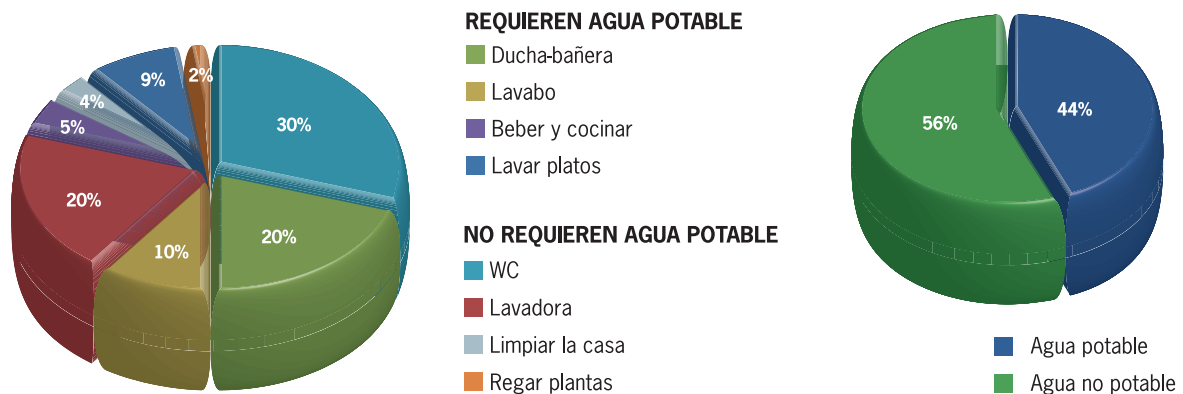 30%
20%
10%
20%
5%
4%
9%
2%
REQUIEREN AGUA POTABLE
Ducha-bañera
Lavabo
Beber y cocinar
Lavar platos
NO REQUIEREN AGUA POTABLE
WC
Lavadora
Limpiar la casa
Regar plantas
56%
44%
Agua potable
Agua no potable